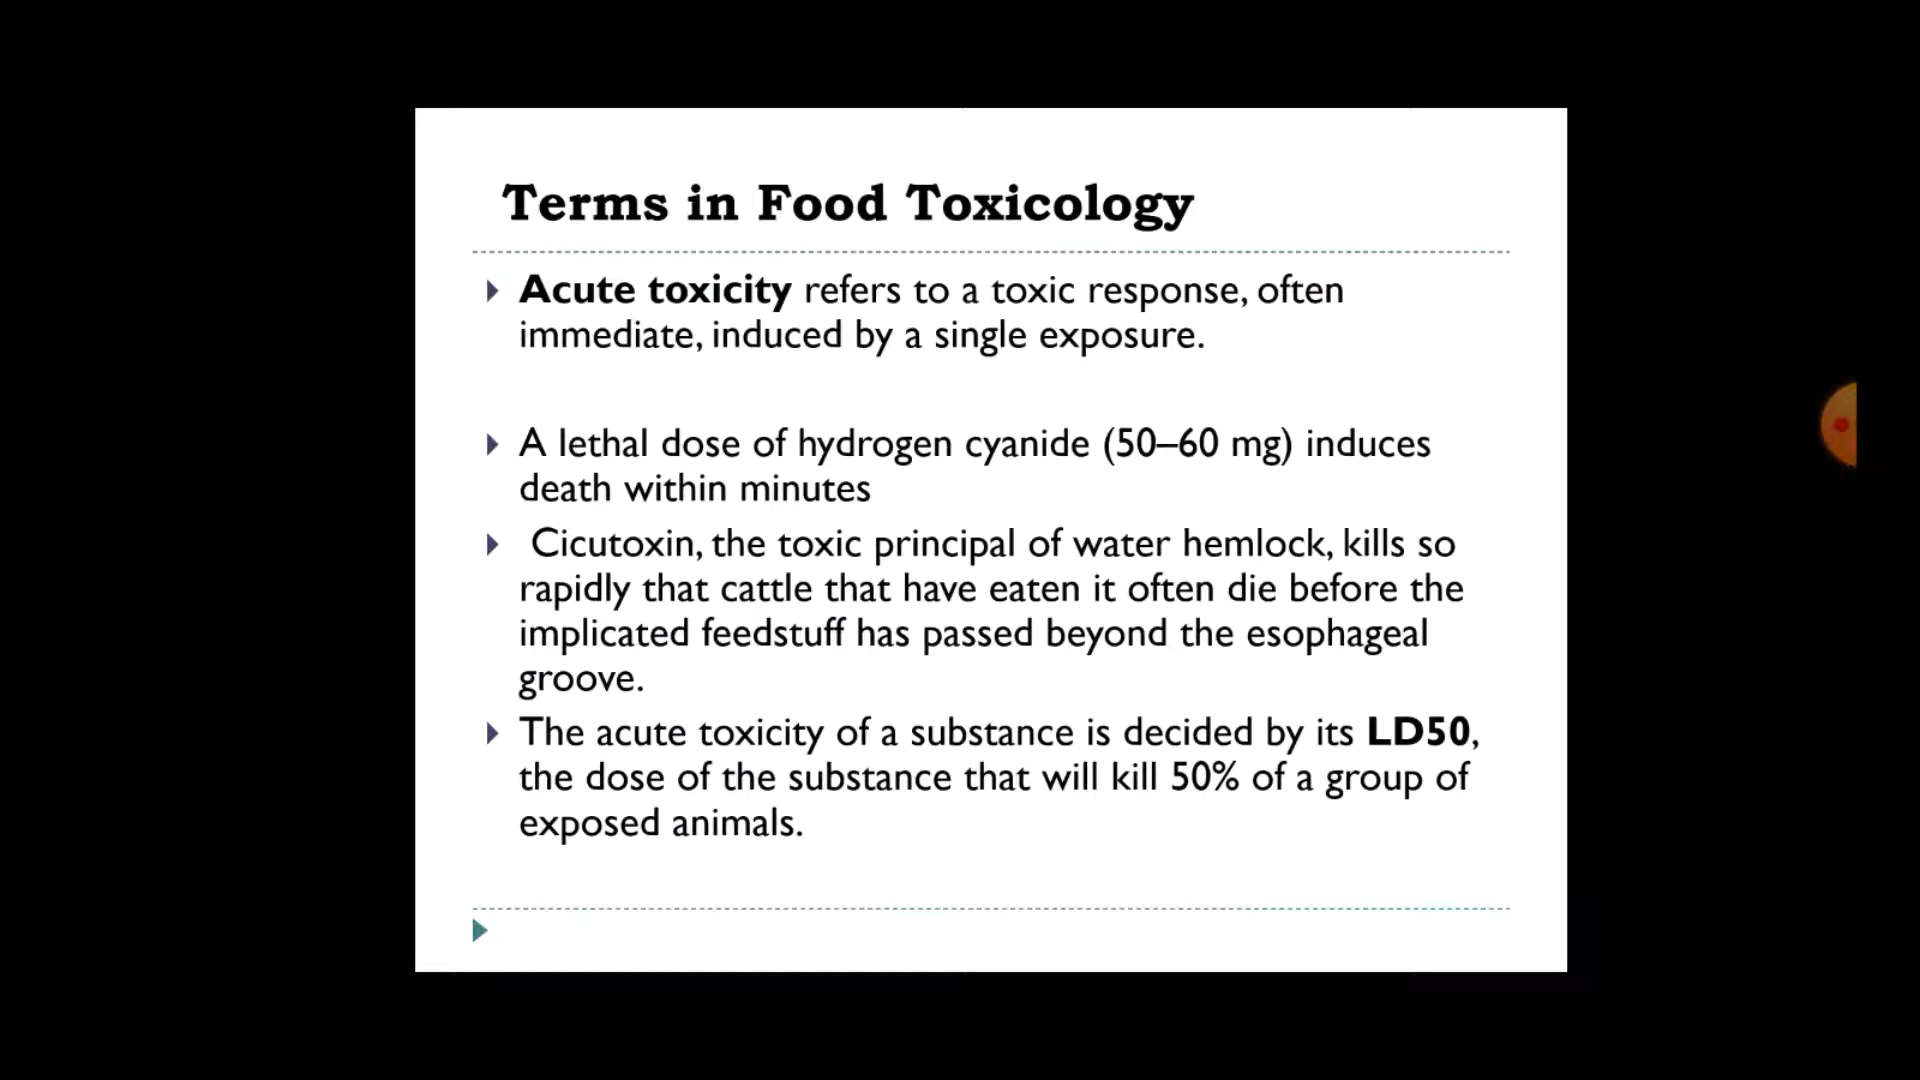 Terms in Food Toxicology
Acute toxicity refers to a toxic response, often
immediate, induced by a single exposure.
A lethal dose of hydrogen cyanide (50–60 mg) induces
death within minutes
Cicutoxin, the toxic principal of water hemlock, kills so
rapidly that cattle that have eaten it often die before the
implicated feedstuff has passed beyond the esophageal
groove.
The acute toxicity of a substance is decided by its LD50,
the dose of the substance that will kill 50% of a group of
exposed animals.